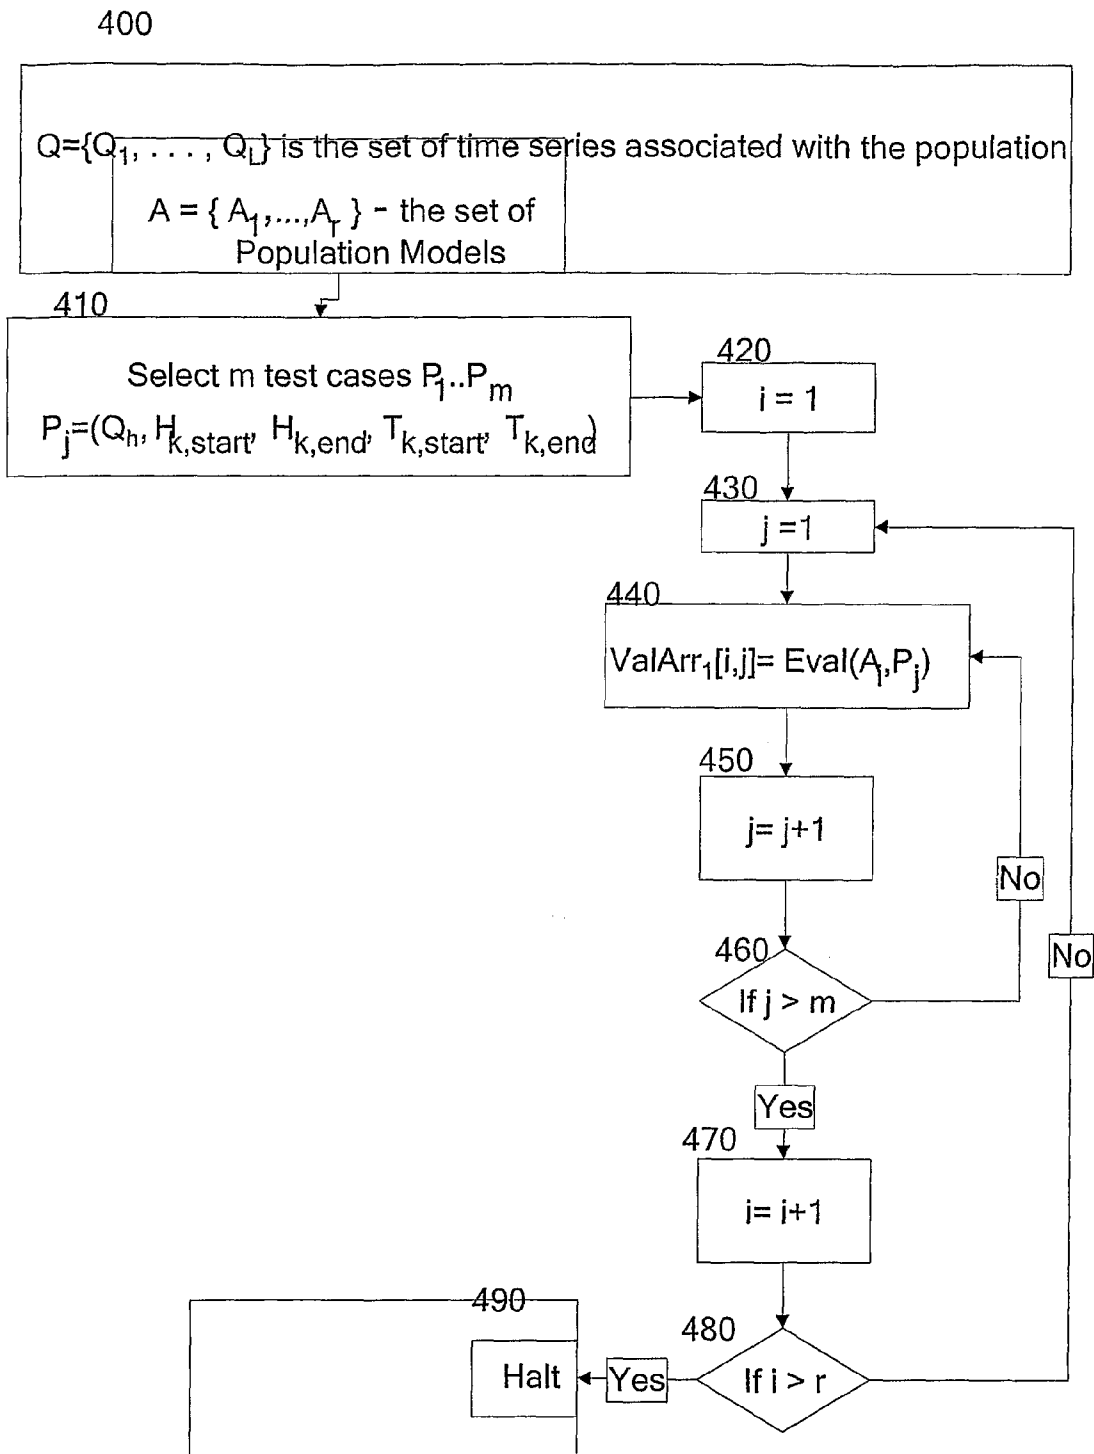 400
Q={Q1, . . . , QL} is the set of time series associated with the population
A = { A1,...,Ar } - the set of
Population Models
410
Select m test cases P1..Pm
Pj=(Qh, Hk,start, Hk,end, Tk,start, Tk,end)
420
i = 1
430
j =1
440
ValArr1[i,j]= Eval(Ai,Pj)
450
j= j+1
No
460
If j > m
No
Yes
470
i= i+1
480
If i > r
490
Halt
Yes